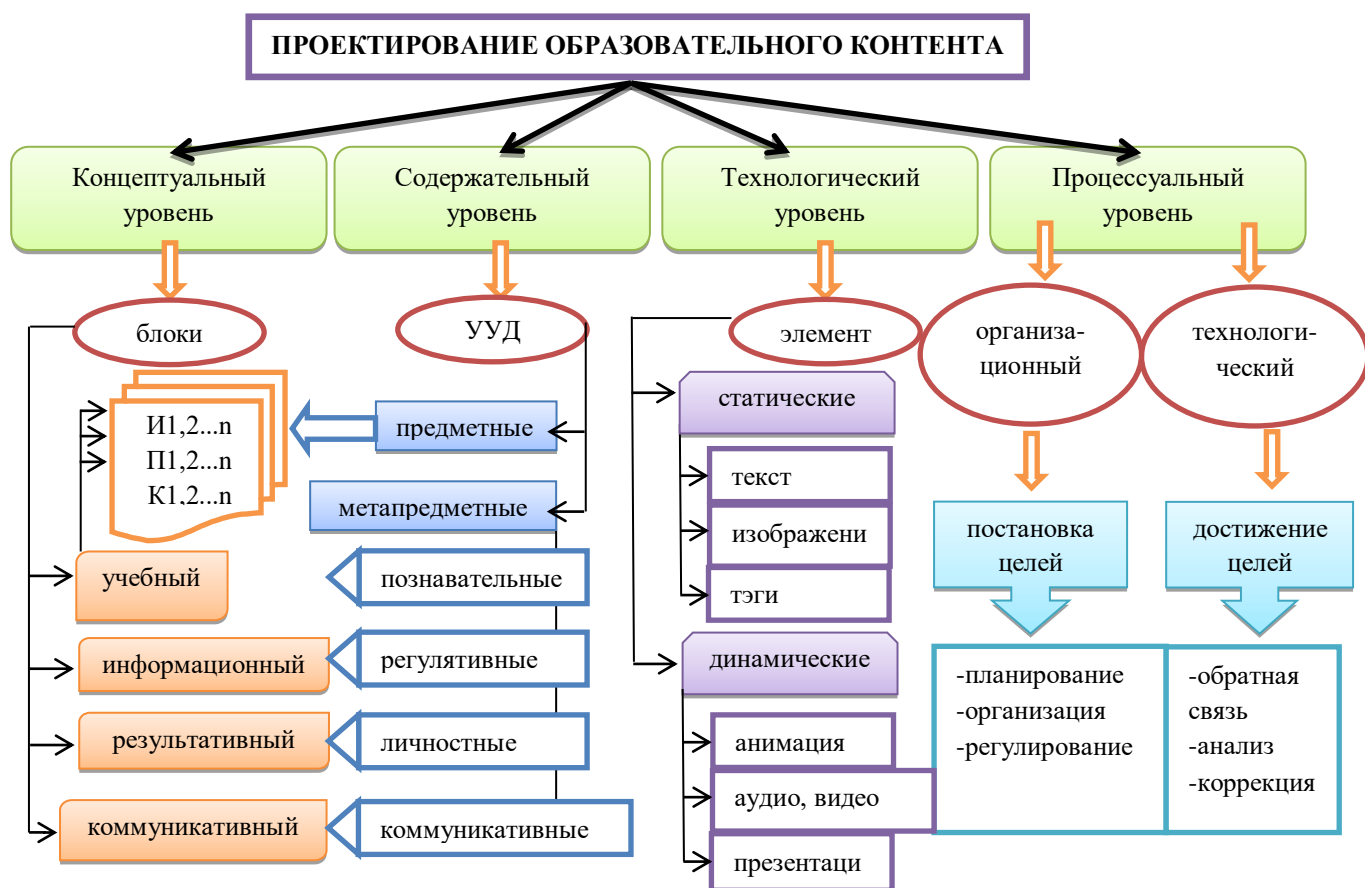 ПРОЕКТИРОВАНИЕ ОБРАЗОВАТЕЛЬНОГО КОНТЕНТА
Концептуальный
уровень
Содержательный
уровень
Технологический
уровень
Процессуальный
уровень
блоки
УУД
элемент
организа-
ционный
технологи-
ческий
И1,2...n
П1,2...n
К1,2...n
предметные
метапредметные
учебный
познавательные
информационный
регулятивные
результативный
личностные
коммуникативный
коммуникативные
статические
текст
изображени
тэги
динамические
анимация
аудио, видео
презентаци
постановка
целей
достижение
целей
-планирование
-организация
-регулирование
-обратная
связь
-анализ
-коррекция